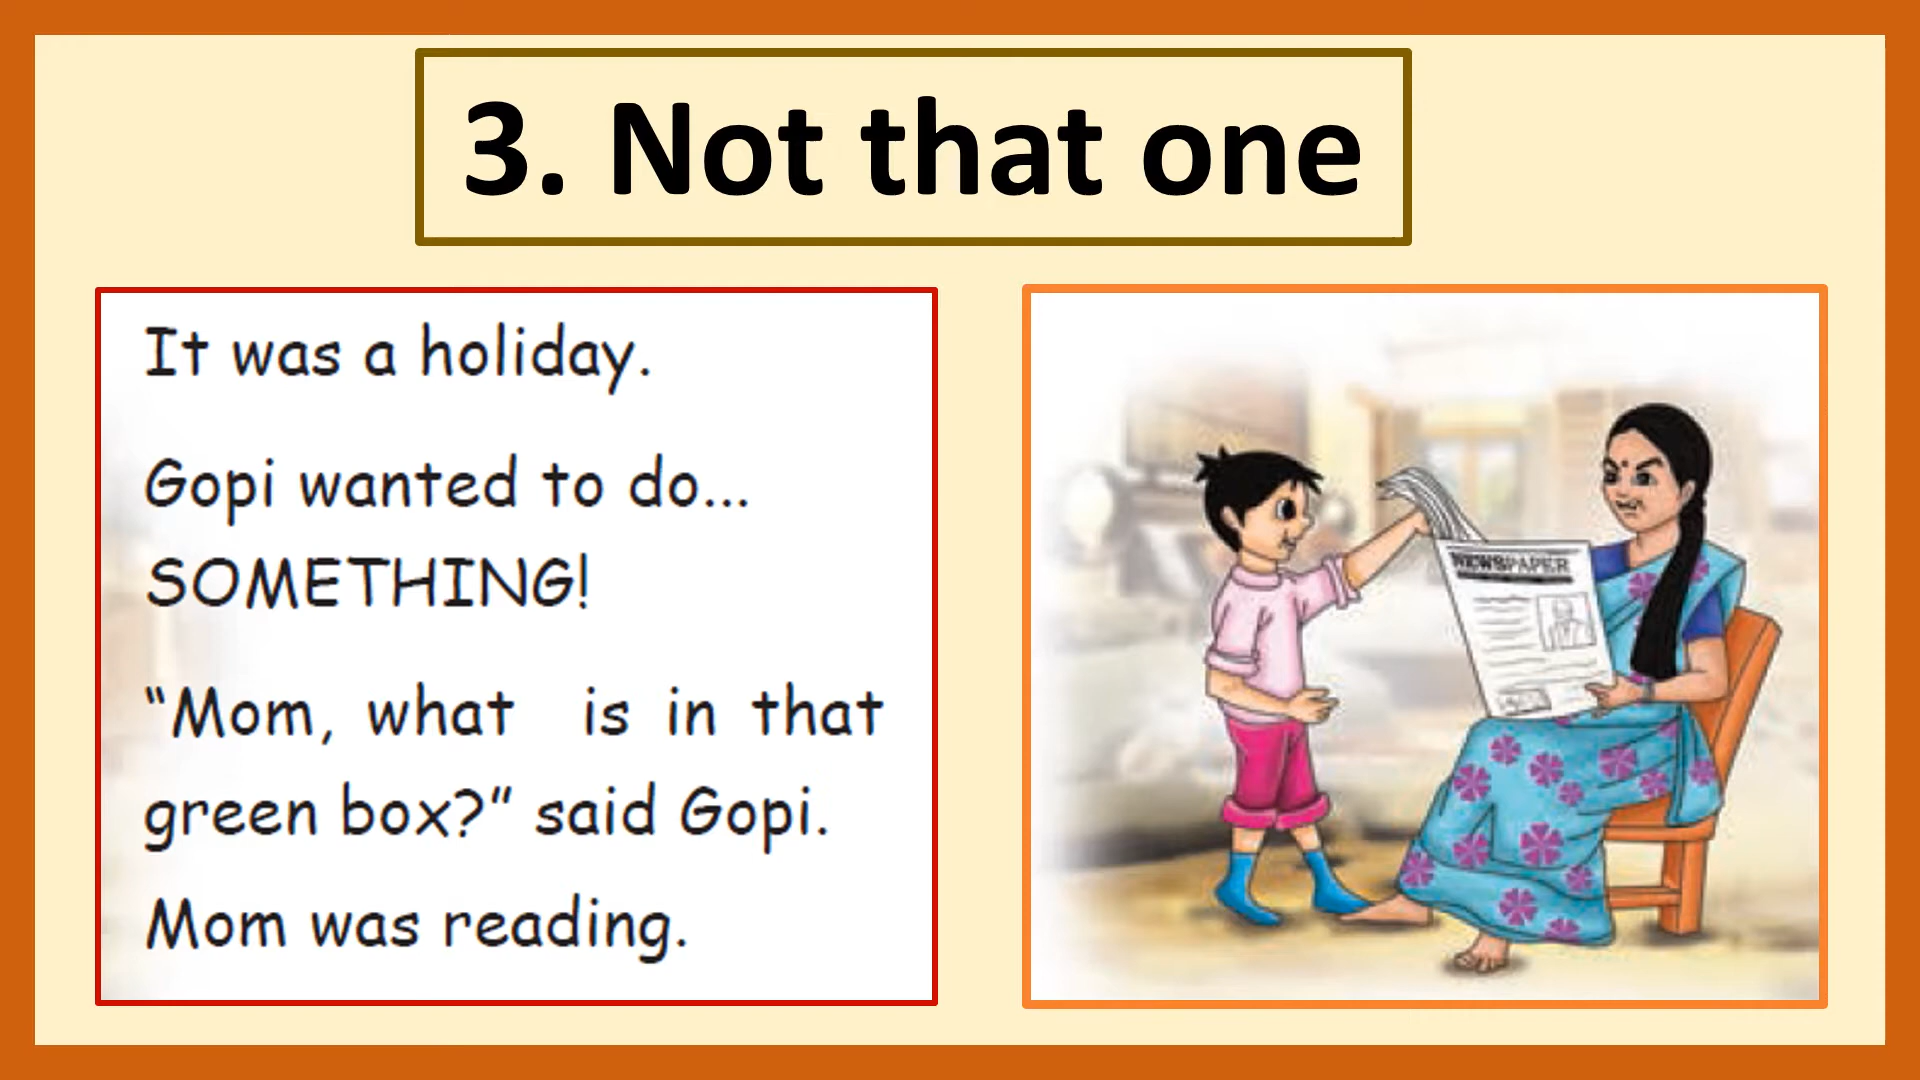 3. Not that one
It was a holiday.
Gopi wanted to do...
SOMETHING!
“Mom, what is in that
green box?” said Gopi.
Mom was reading.
NEWSPAPER